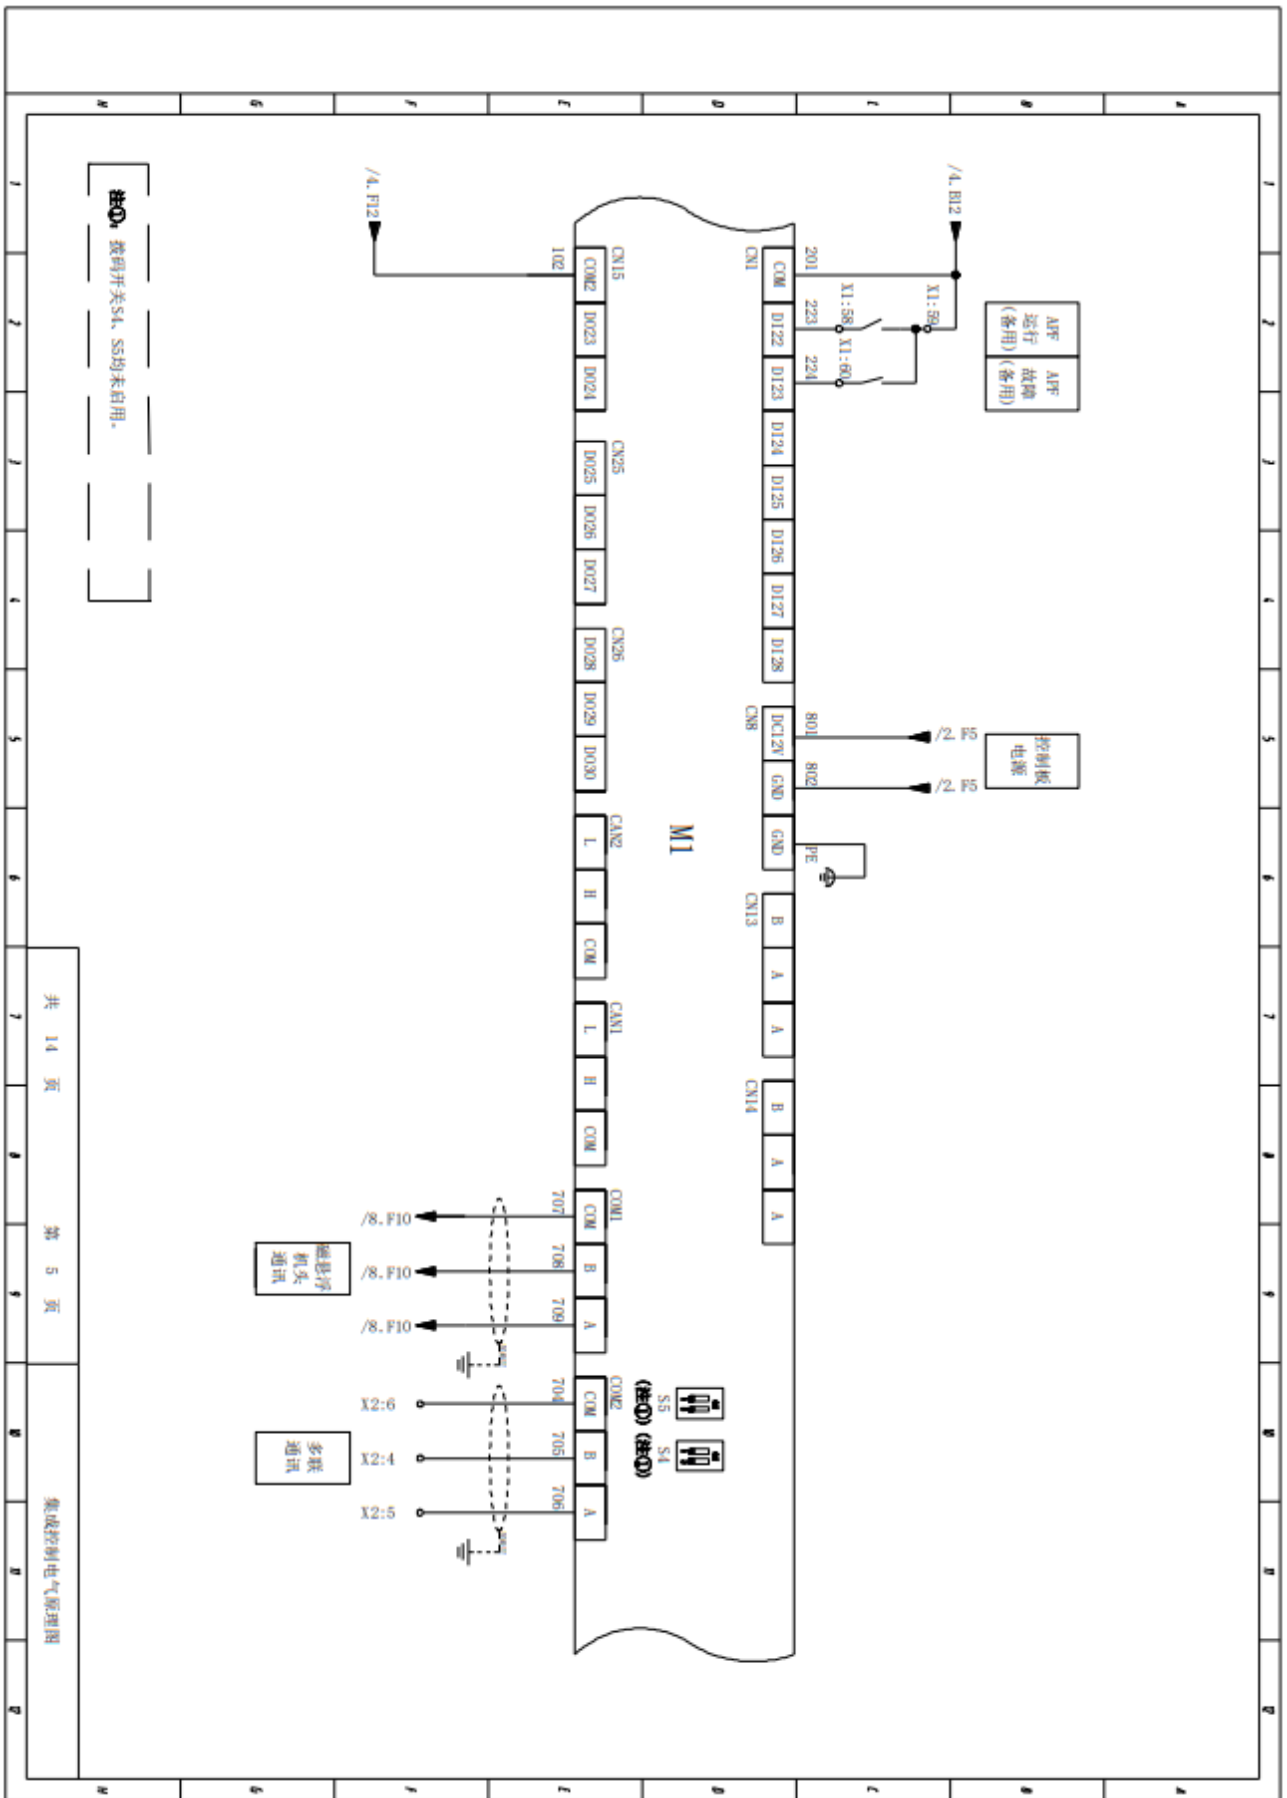 /4.B12
X1:59
X1:58
X1:60
APF
运行
(备用)
APF
故障
(备用)
/2.E5
/2.E5
控制板
电源
201
223
224
801
802
PE
COM
DI22
DI23
DI24
DI25
DI26
DI27
DI28
DC12V
GND
GND
B
A
A
B
A
A
CN1
CN8
CN13
CN14
M1
S5
S4
(注①)
(注①)
CN15
CN25
CN26
CAN2
CAN1
COM1
COM2
COM2
DO23
DO24
DO25
DO26
DO27
DO28
DO29
DO30
L
H
COM
L
H
COM
COM
B
A
COM
B
A
102
707
708
709
704
705
706
/4.F12
/8.F10
/8.F10
/8.F10
X2:6
X2:4
X2:5
磁悬浮
机头
通讯
多联
通讯
注①: 拨码开关S4、S5均未启用。
共 14 页 第 5 页
集成控制电气原理图